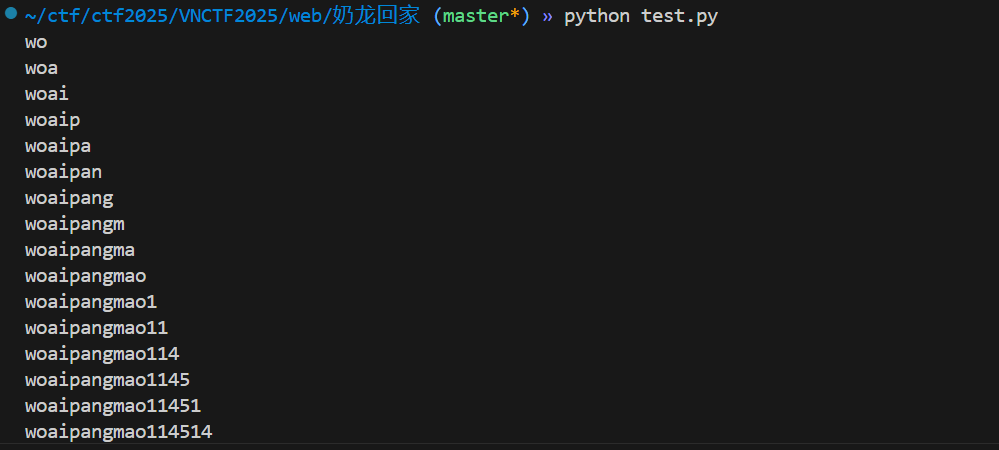 ~/ctf/ctf2025/VNCTF2025/web/奶龙回家 (master*) » python test.py
wo
woa
woai
woaip
woaipa
woaipan
woaipang
woaipangm
woaipangma
woaipangmao
woaipangmao1
woaipangmao11
woaipangmao114
woaipangmao1145
woaipangmao11451
woaipangmao114514